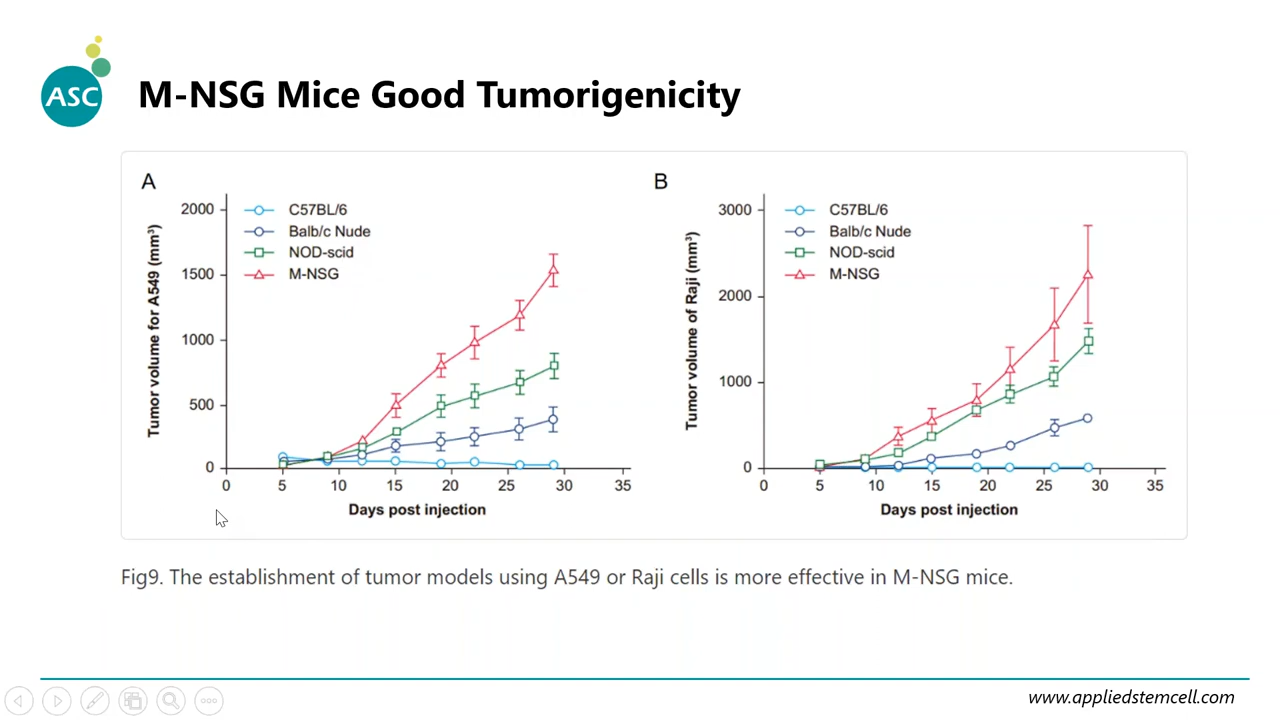 ASC
M-NSG Mice Good Tumorigenicity
A
Tumor volume for A549 (mm³)
2000
1500
1000
500
0
C57BL/6
Balb/c Nude
NOD-scid
M-NSG
0 5 10 15 20 25 30 35
Days post injection
B
Tumor volume of Raji (mm³)
3000
2000
1000
0
C57BL/6
Balb/c Nude
NOD-scid
M-NSG
0 5 10 15 20 25 30 35
Days post injection
Fig9. The establishment of tumor models using A549 or Raji cells is more effective in M-NSG mice.
www.appliedstemcell.com